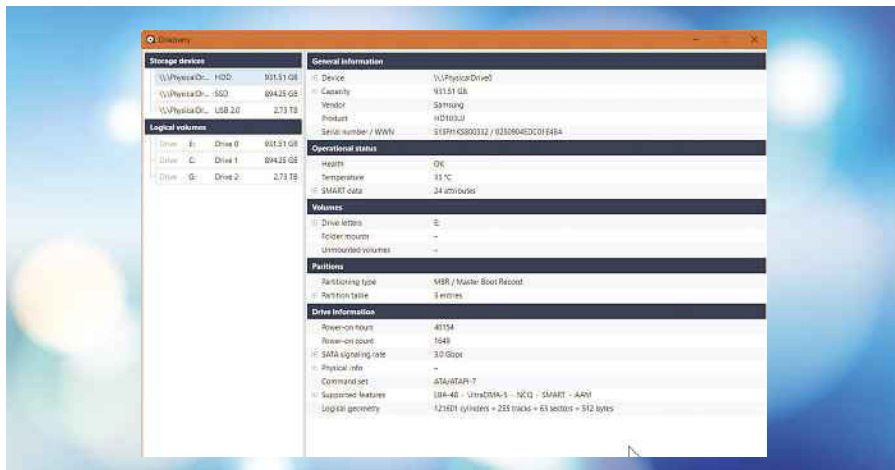 Diskovery
Storage devices
\\.\PhysicalDr... HDD 931.51 GB
\\.\PhysicalDr... SSD 894.25 GB
\\.\PhysicalDr... USB 2.0 2.73 TB
Logical volumes
Drive E: Drive 0 931.51 GB
Drive C: Drive 1 894.25 GB
Drive G: Drive 2 2.73 TB
General information
Device \\.\PhysicalDrive0
Capacity 931.51 GB
Vendor Samsung
Product HD103UJ
Serial number / WWN
Operational status
Health OK
Temperature 33 °C
SMART data 24 attributes
Volumes
Drive letters E:
Folder mounts –
Unmounted volumes –
Partitions
Partitioning type MBR / Master Boot Record
Partition table 3 entries
Drive information
Power-on hours 40154
Power-on count 1649
SATA signaling rate 3.0 Gbps
Physical info –
Command set ATA/ATAPI-7
Supported features LBA-48 - UltraDMA-5 - NCQ - SMART - AAM
Logical geometry 121601 cylinders × 255 tracks × 63 sectors × 512 bytes